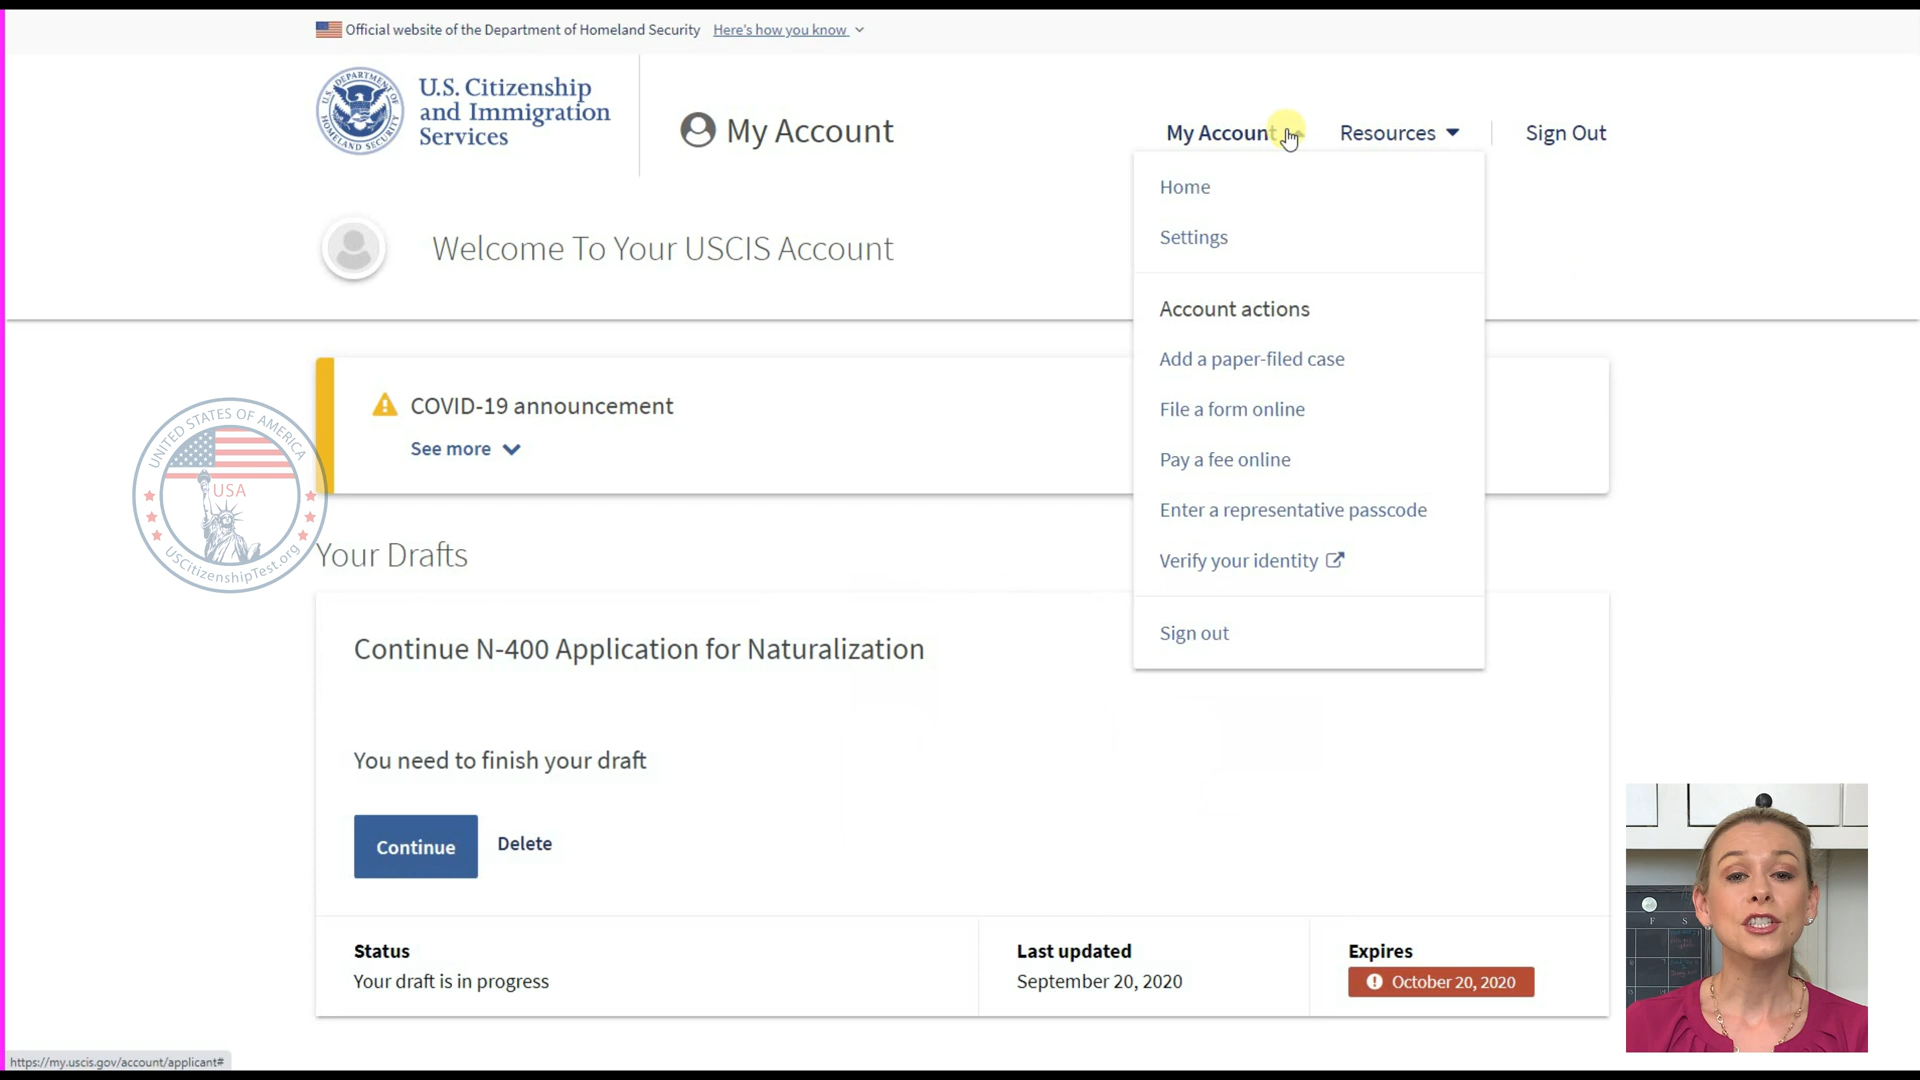 Official website of the Department of Homeland Security Here's how you know
U.S. DEPARTMENT OF HOMELAND SECURITY
U.S. Citizenship
and Immigration
Services
My Account
My Account
Resources
Sign Out
Welcome To Your USCIS Account
Home
Settings
Account actions
Add a paper-filed case
File a form online
Pay a fee online
Enter a representative passcode
Verify your identity
Sign out
COVID-19 announcement
See more
UNITED STATES OF AMERICA
USA
USCitizenshipTest.org
Your Drafts
Continue N-400 Application for Naturalization
You need to finish your draft
Continue Delete
Status
Your draft is in progress
Last updated
September 20, 2020
Expires
October 20, 2020
F S
https://my.uscis.gov/account/applicant#